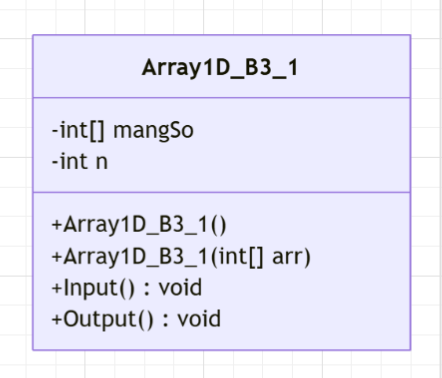 Array1D_B3_1
-int[] mangSo
-int n
+Array1D_B3_1()
+Array1D_B3_1(int[] arr)
+Input() : void
+Output() : void